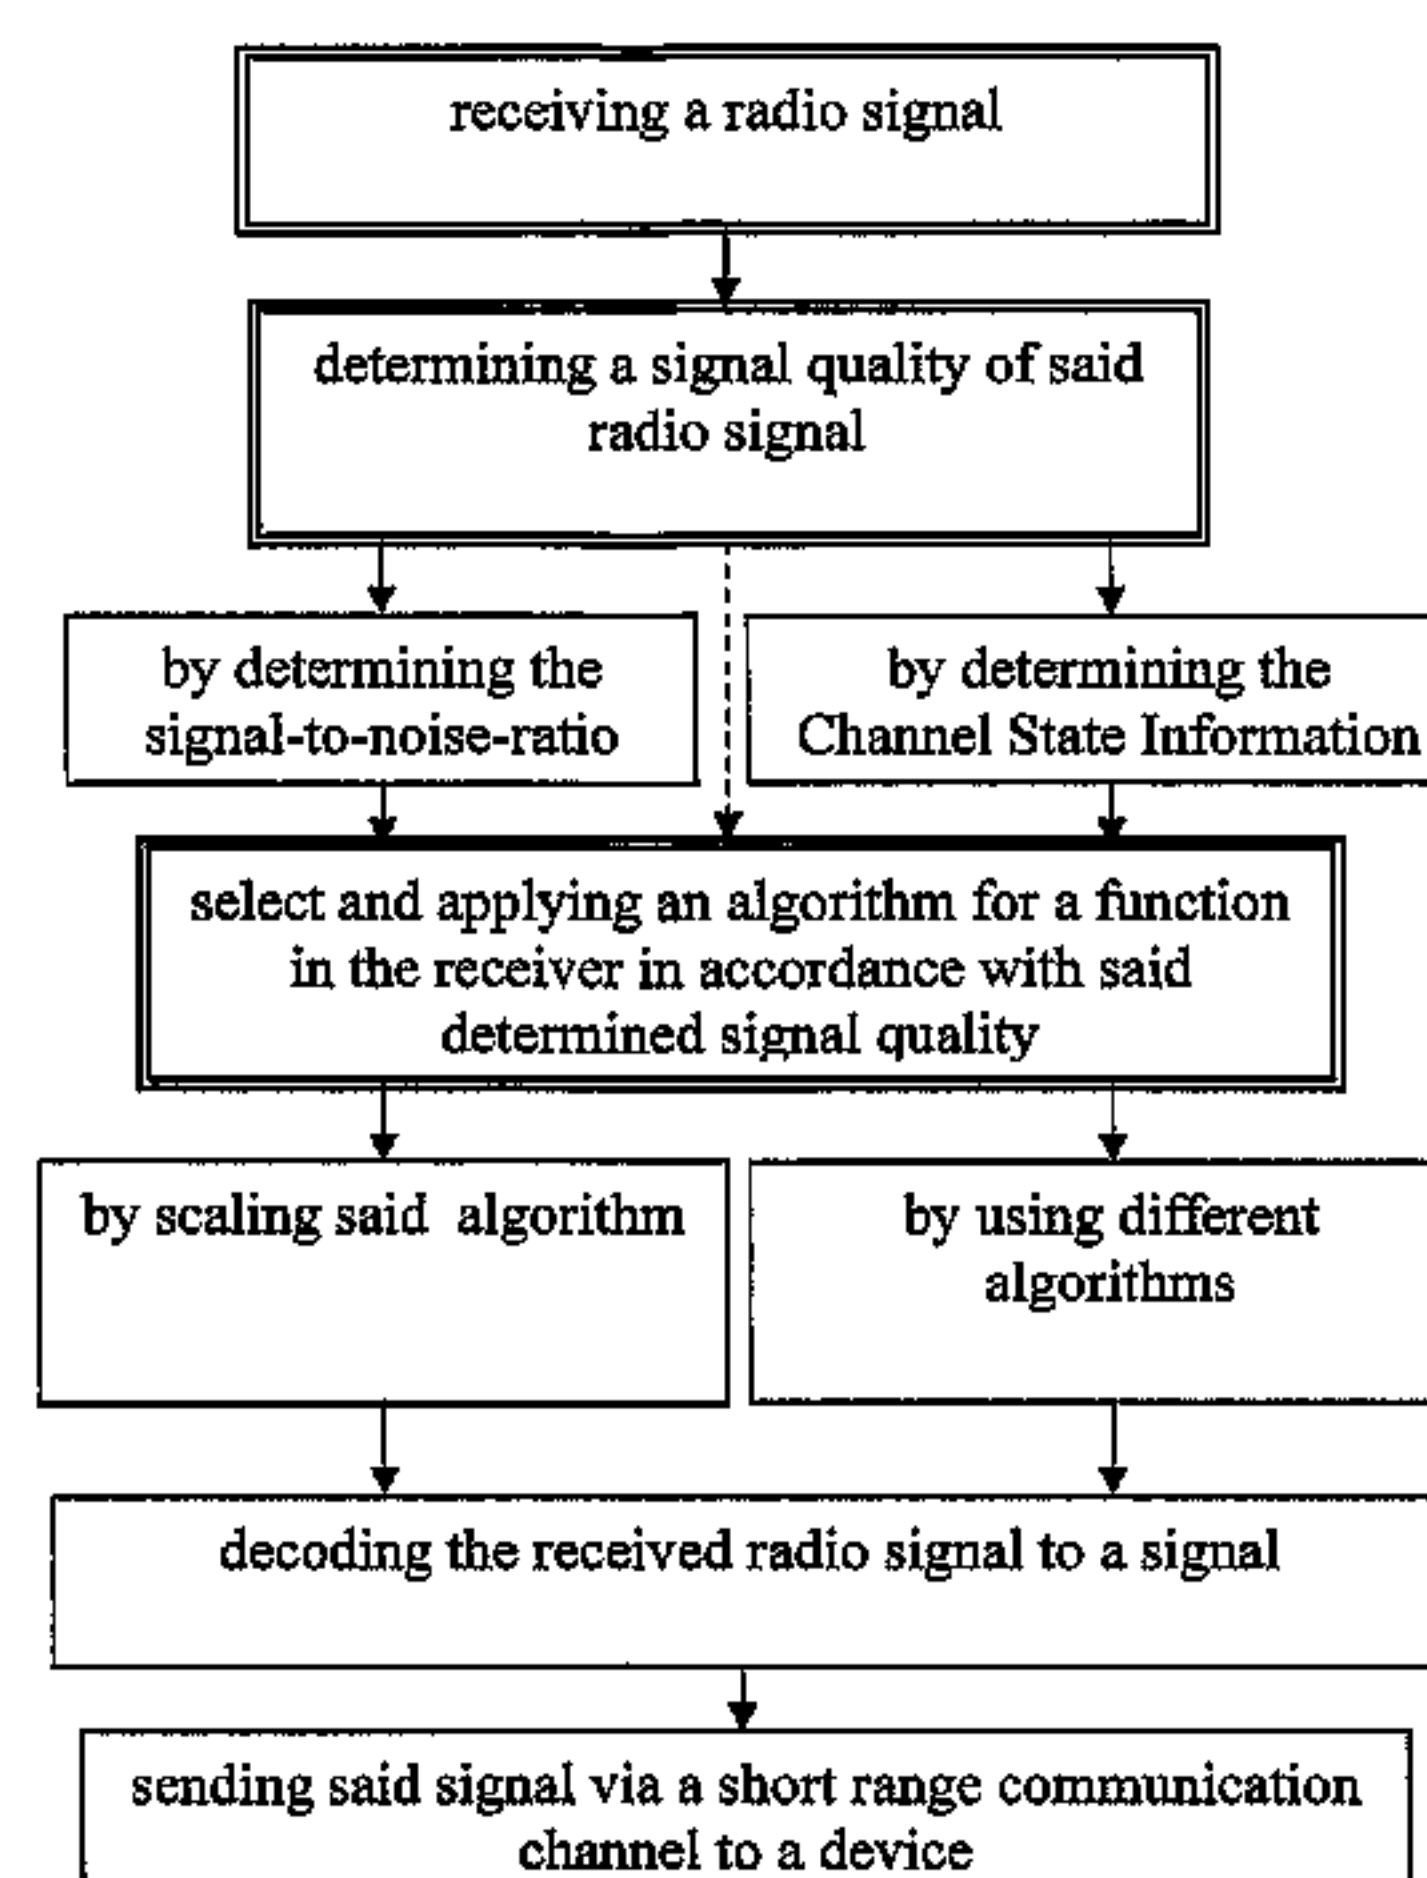 receiving a radio signal
determining a signal quality of said
radio signal
by determining the
signal-to-noise-ratio
by determining the
Channel State Information
select and applying an algorithm for a function
in the receiver in accordance with said
determined signal quality
by scaling said algorithm
by using different
algorithms
decoding the received radio signal to a signal
sending said signal via a short range communication
channel to a device